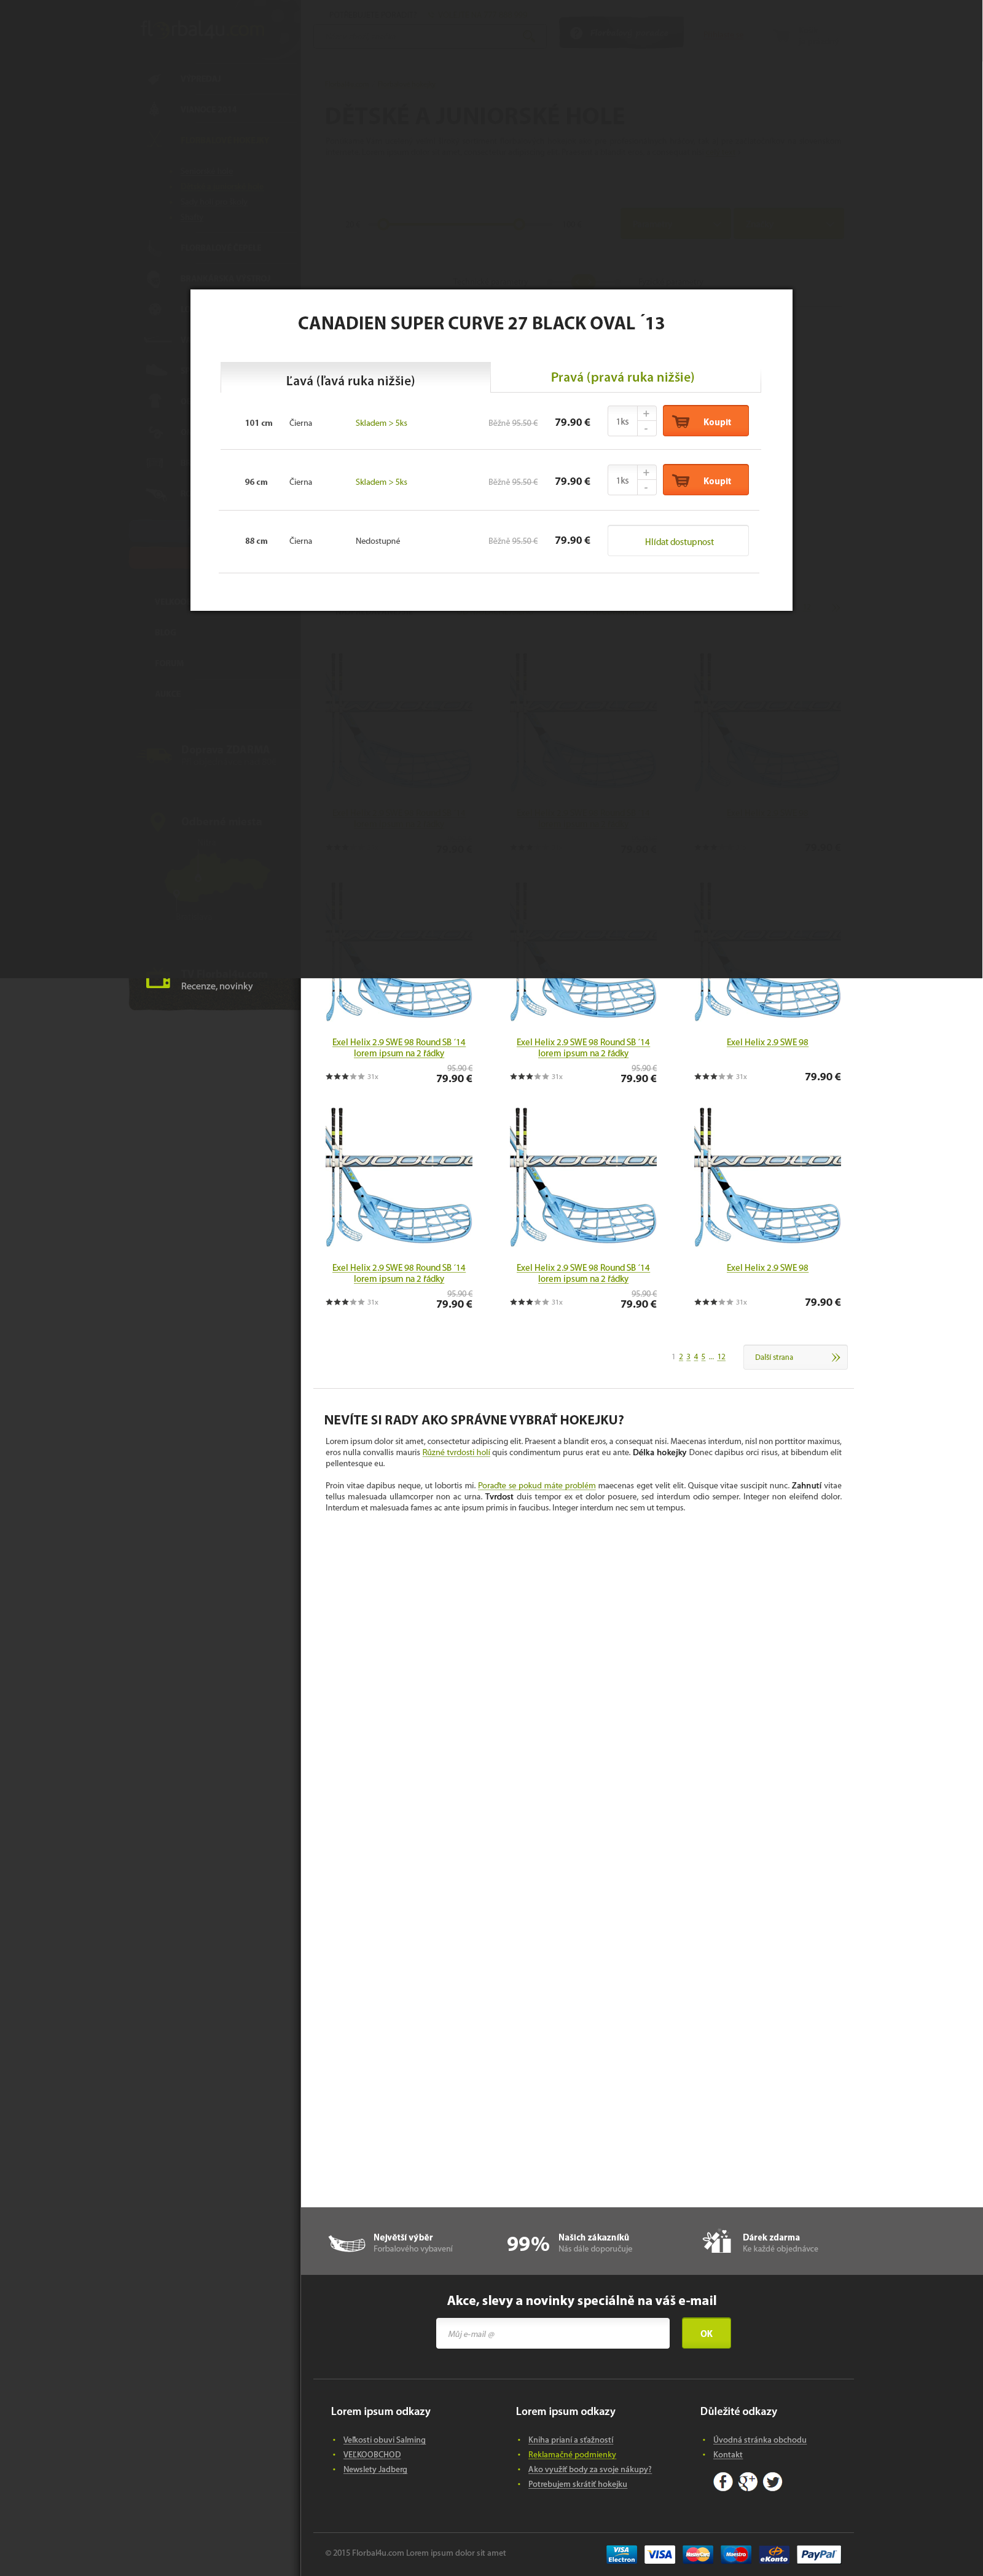 DĚTSKÉ A JUNIORSKÉ HOLE
CANADIEN SUPER CURVE 27 BLACK OVAL ´13
Ľavá (ľavá ruka nižšie)
Pravá (pravá ruka nižšie)
101 cm Čierna Skladem > 5ks Běžně 95.50 € 79.90 € 1ks + - Koupit
96 cm Čierna Skladem > 5ks Běžně 95.50 € 79.90 € 1ks + - Koupit
88 cm Čierna Nedostupné Běžně 95.50 € 79.90 € Hlídat dostupnost
Recenze, novinky
Exel Helix 2.9 SWE 98 Round SB ´14 Exel Helix 2.9 SWE 98 Round SB ´14 Exel Helix 2.9 SWE 98
lorem ipsum na 2 řádky lorem ipsum na 2 řádky
95.90 € 95.90 €
31x 79.90 € 31x 79.90 € 31x 79.90 €
Exel Helix 2.9 SWE 98 Round SB ´14 Exel Helix 2.9 SWE 98 Round SB ´14 Exel Helix 2.9 SWE 98
lorem ipsum na 2 řádky lorem ipsum na 2 řádky
95.90 € 95.90 €
31x 79.90 € 31x 79.90 € 31x 79.90 €
1 2 3 4 5 ... 12 Další strana
NEVÍTE SI RADY AKO SPRÁVNE VYBRAŤ HOKEJKU?
Lorem ipsum dolor sit amet, consectetur adipiscing elit. Praesent a blandit eros, a consequat nisi. Maecenas interdum, nisl non porttitor maximus,
eros nulla convallis mauris Různé tvrdosti holí quis condimentum purus erat eu ante. Délka hokejky Donec dapibus orci risus, at bibendum elit
pellentesque eu.
Proin vitae dapibus neque, ut lobortis mi. Poraďte se pokud máte problém maecenas eget velit elit. Quisque vitae suscipit nunc. Zahnutí vitae
tellus malesuada ullamcorper non ac urna. Tvrdost duis tempor ex et dolor posuere, sed interdum odio semper. Integer non eleifend dolor.
Interdum et malesuada fames ac ante ipsum primis in faucibus. Integer interdum nec sem ut tempus.
Největší výběr
Forbalového vybavení
99%
Našich zákazníků
Nás dále doporučuje
Dárek zdarma
Ke každé objednávce
Akce, slevy a novinky speciálně na váš e-mail
Můj e-mail @ OK
Lorem ipsum odkazy
Veľkosti obuvi Salming
VEĽKOOBCHOD
Newslety Jadberg
Lorem ipsum odkazy
Kniha prianí a sťažností
Reklamačné podmienky
Ako využiť body za svoje nákupy?
Potrebujem skrátiť hokejku
Důležité odkazy
Úvodná stránka obchodu
Kontakt
© 2015 Florbal4u.com Lorem ipsum dolor sit amet
VISA Electron VISA MasterCard Maestro eKonto PayPal